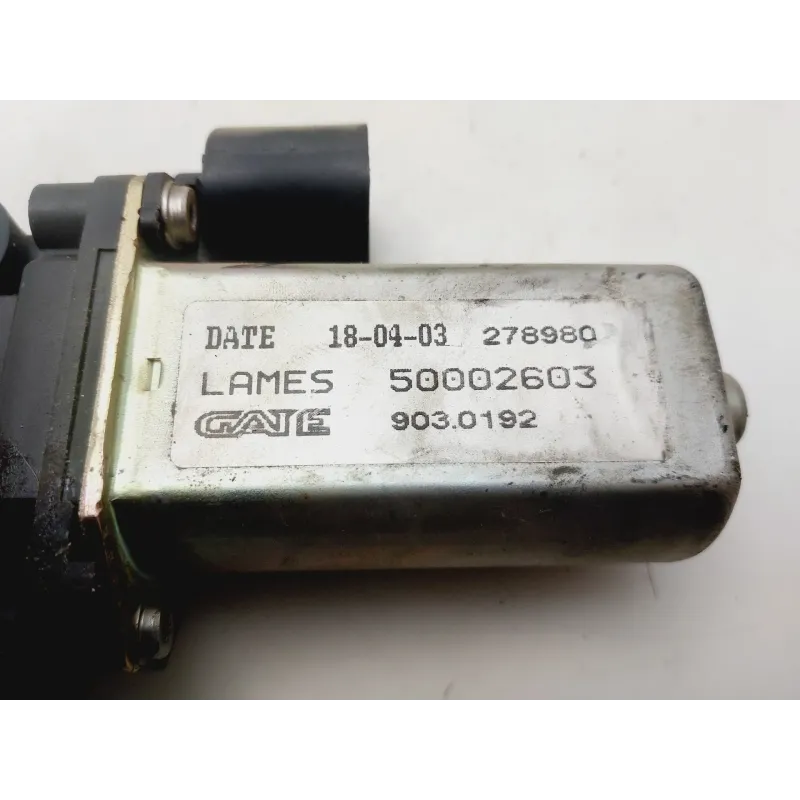 DATE 18-04-03 278980
LAMES 50002603
GATE 903.0192